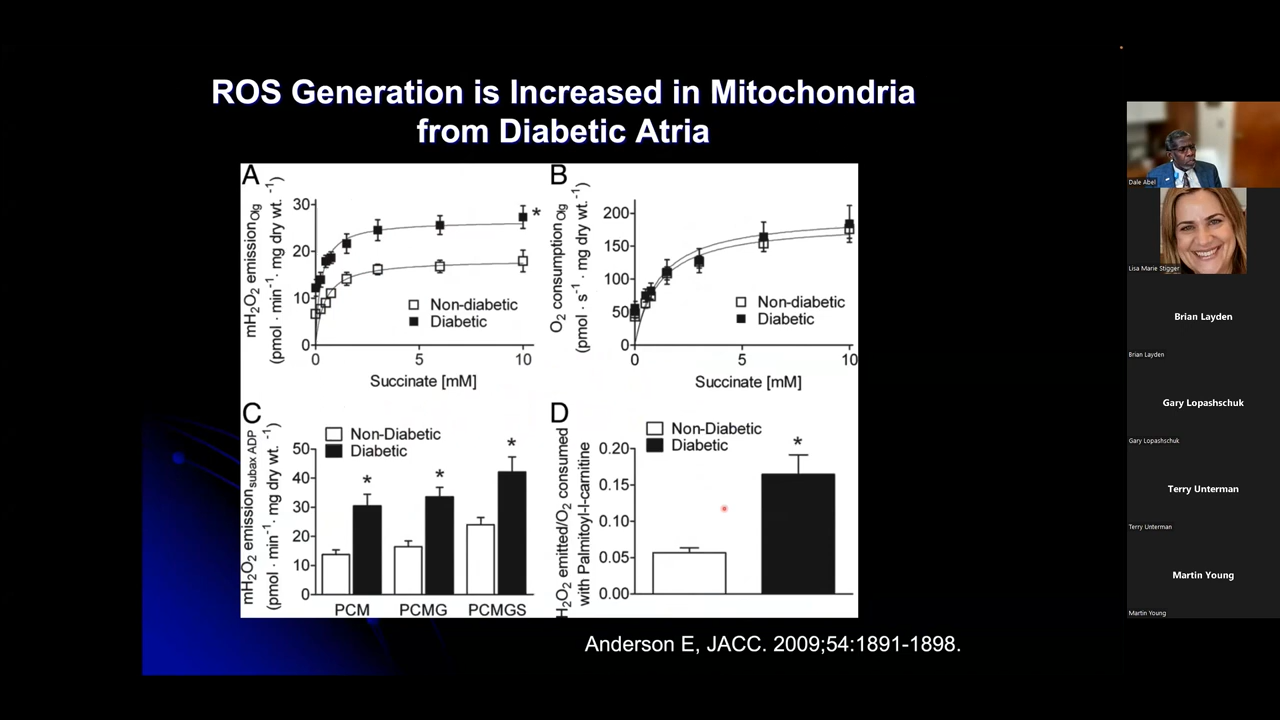 ROS Generation is Increased in Mitochondria
from Diabetic Atria
A
mH₂O₂ emission Olg
(pmol · min⁻¹· mg dry wt. ⁻¹)
30
20
10
0
*
Non-diabetic
Diabetic
0 5 10
Succinate [mM]
B
O₂ consumption Olg
(pmol · s⁻¹ · mg dry wt. ⁻¹)
200
150
100
50
0
Non-diabetic
Diabetic
0 5 10
Succinate [mM]
C
mH₂O₂ emission subax ADP
(pmol · min⁻¹· mg dry wt. ⁻¹)
Non-Diabetic
Diabetic
50
40
30
20
10
0
* * *
PCM PCMG PCMGS
D
H₂O₂ emitted/O₂ consumed
with Palmitoyl-l-carnitine
Non-Diabetic
Diabetic
0.20
0.15
0.10
0.05
0.00
*
Anderson E, JACC. 2009;54:1891-1898.
Dale Abel
Lisa Marie Stigger
Brian Layden
Brian Layden
Gary Lopashschuk
Gary Lopashschuk
Terry Unterman
Terry Unterman
Martin Young
Martin Young